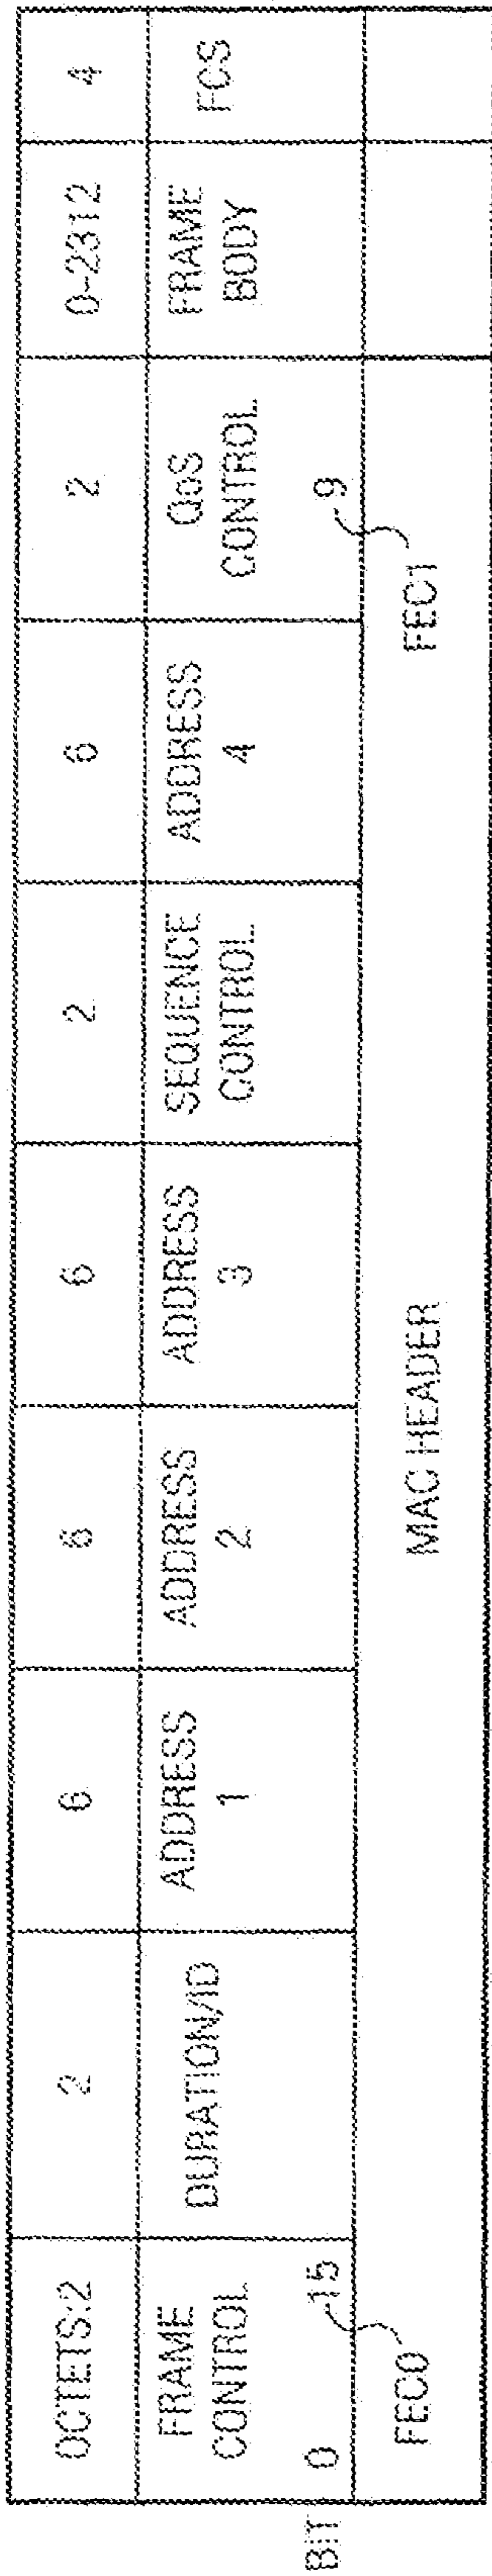 OCTETS:2 2 6 6 6 2 6 2 0-2312 4
FRAME CONTROL DURATION/ID ADDRESS 1 ADDRESS 2 ADDRESS 3 SEQUENCE CONTROL ADDRESS 4 QoS CONTROL FRAME BODY FCS
BIT 0 15 9
FEC0 MAC HEADER FEC1